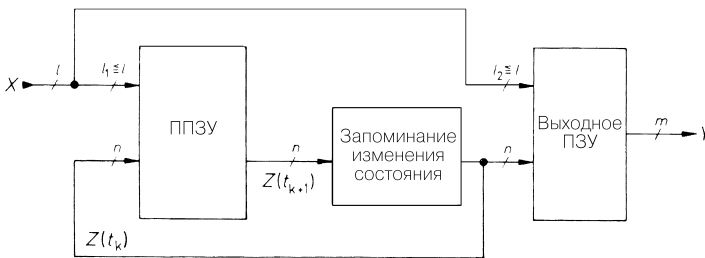 X
l
l₁ ≦ l
l₂ ≦ l
ППЗУ
Запоминание
изменения
состояния
Выходное
ПЗУ
n
n
n
m
Z(tₖ₊₁)
Z(tₖ)